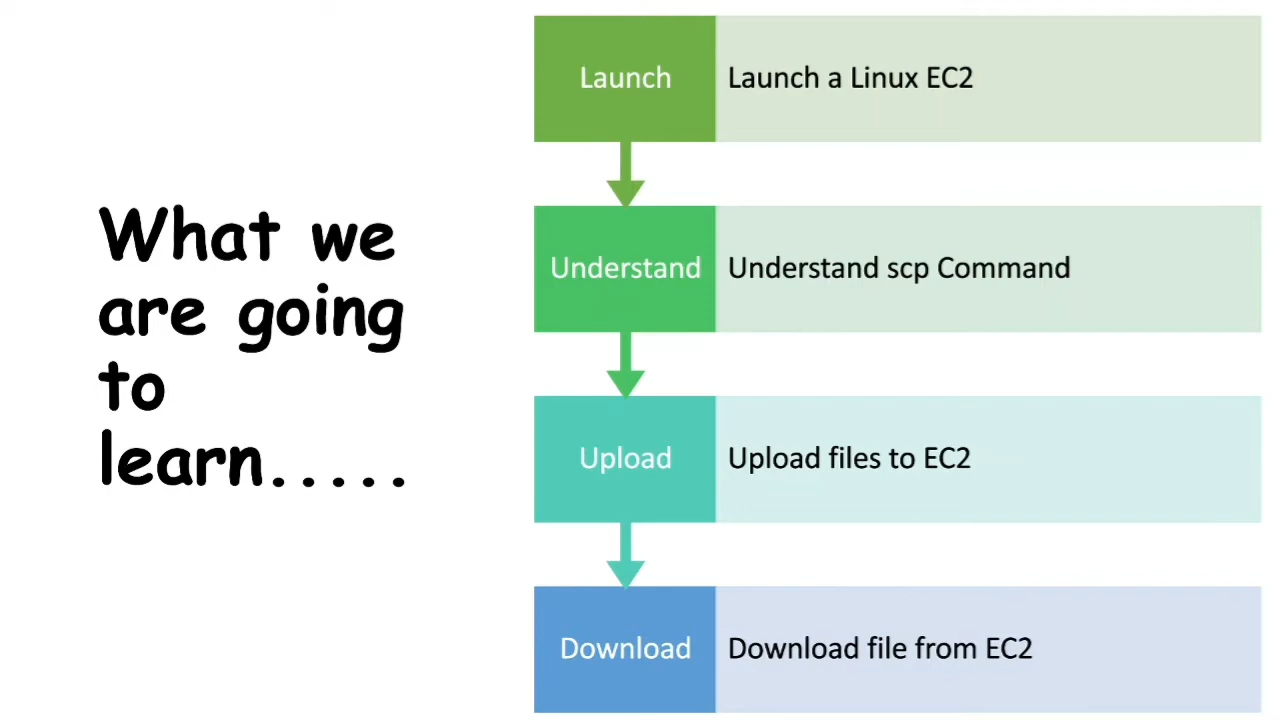 What we
are going
to
learn.....
Launch
Launch a Linux EC2
Understand
Understand scp Command
Upload
Upload files to EC2
Download
Download file from EC2